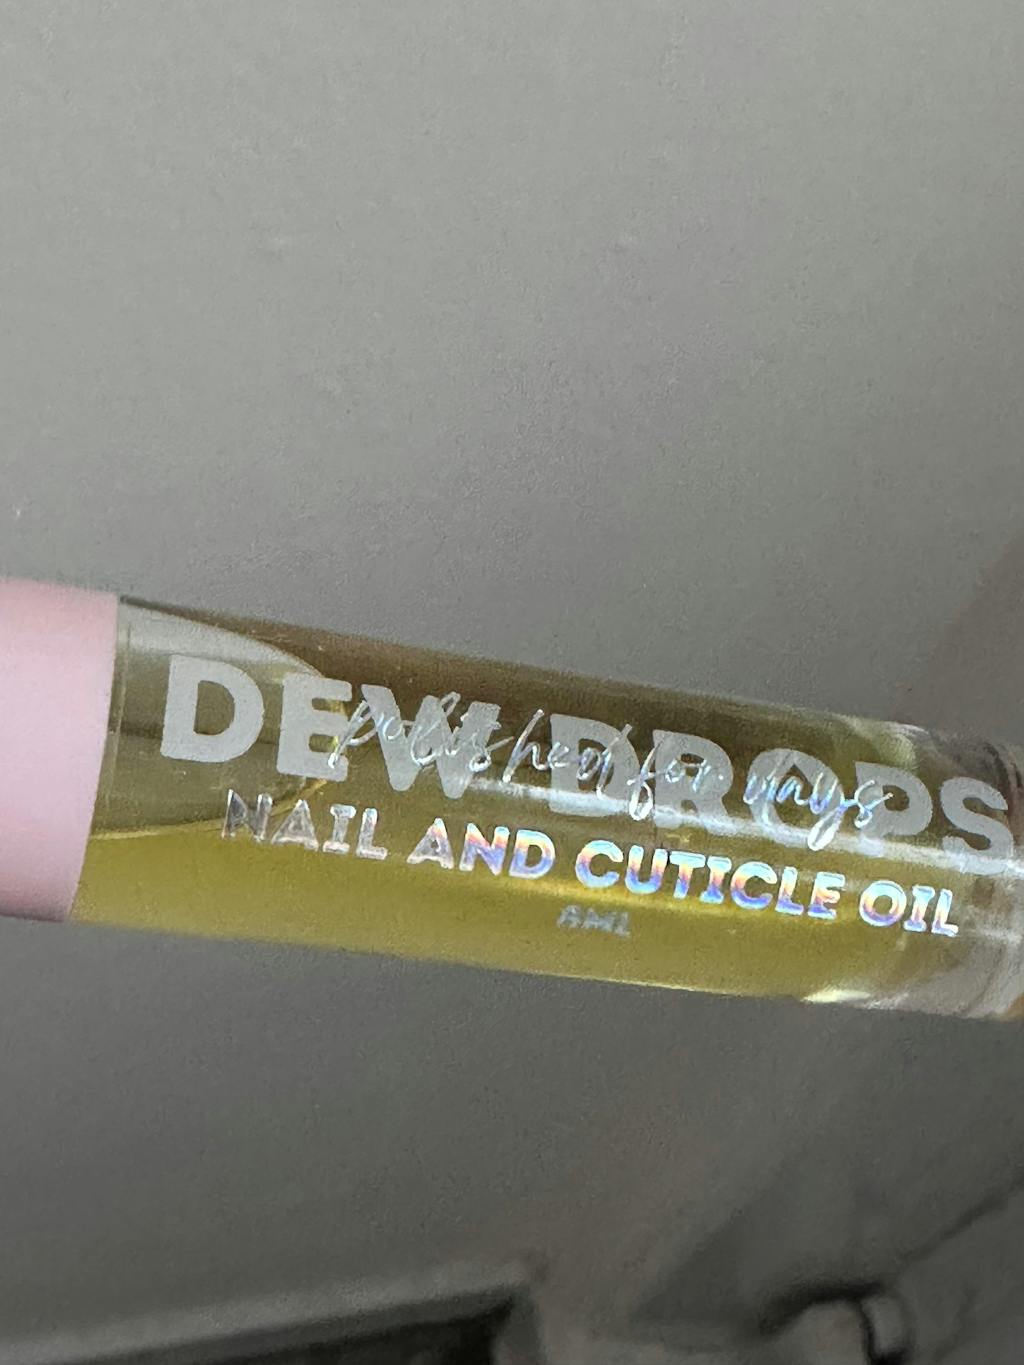 DEW DROPS
polished for days
NAIL AND CUTICLE OIL